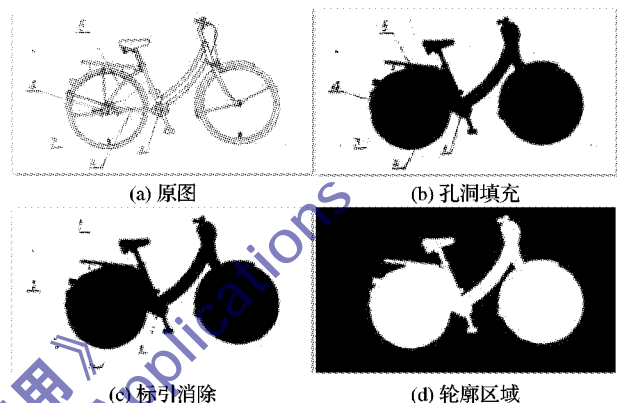 (a) 原图
(b) 孔洞填充
(c) 标引消除
(d) 轮廓区域
用》
Applications